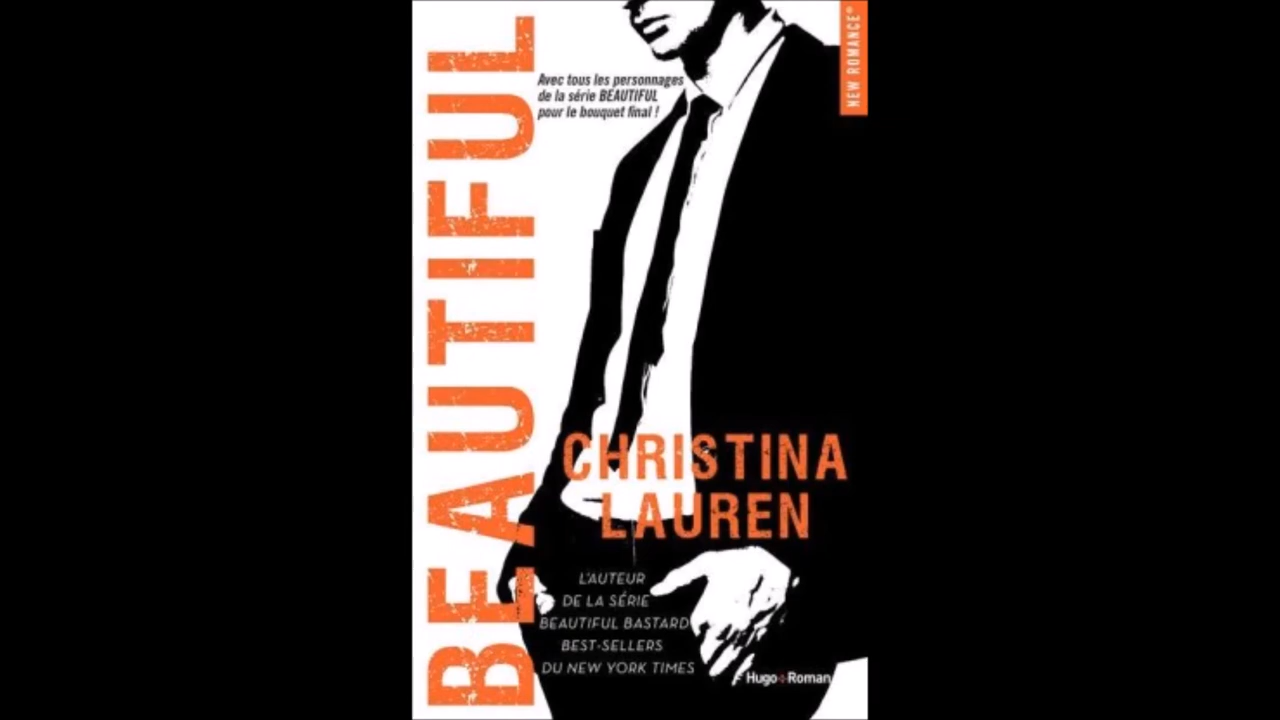 BEAUTIFUL
NEW ROMANCE®
Avec tous les personnages
de la série BEAUTIFUL
pour le bouquet final !
CHRISTINA
LAUREN
L'AUTEUR
DE LA SÉRIE
BEAUTIFUL BASTARD
BEST-SELLERS
DU NEW YORK TIMES
Hugo+Roman